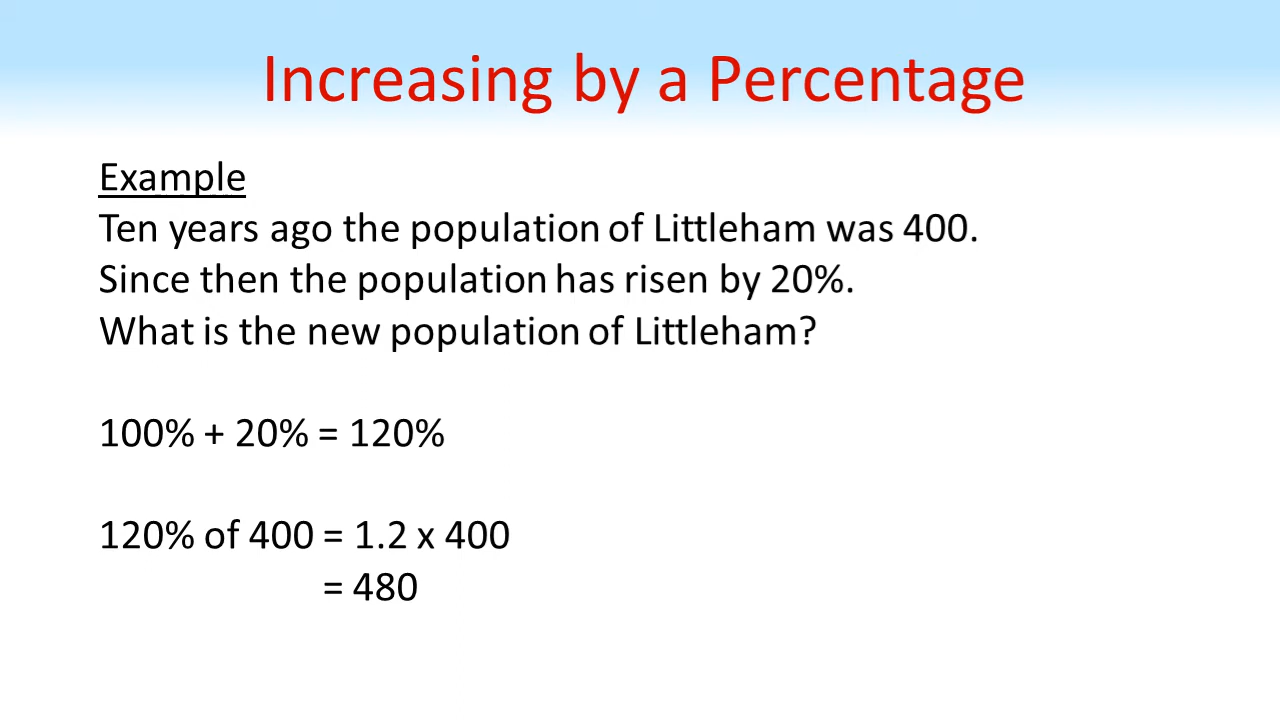 Increasing by a Percentage
Example
Ten years ago the population of Littleham was 400.
Since then the population has risen by 20%.
What is the new population of Littleham?
100% + 20% = 120%
120% of 400 = 1.2 x 400
= 480